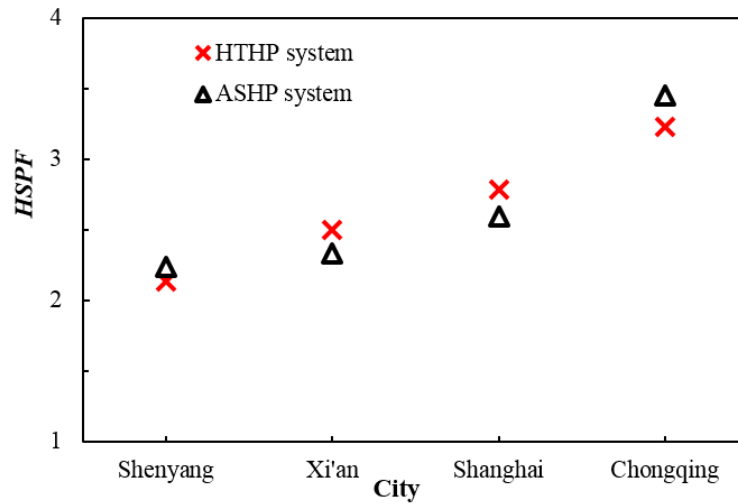 4
HTHP system
ASHP system
3
HSPF
2
1
Shenyang Xi'an Shanghai Chongqing
City